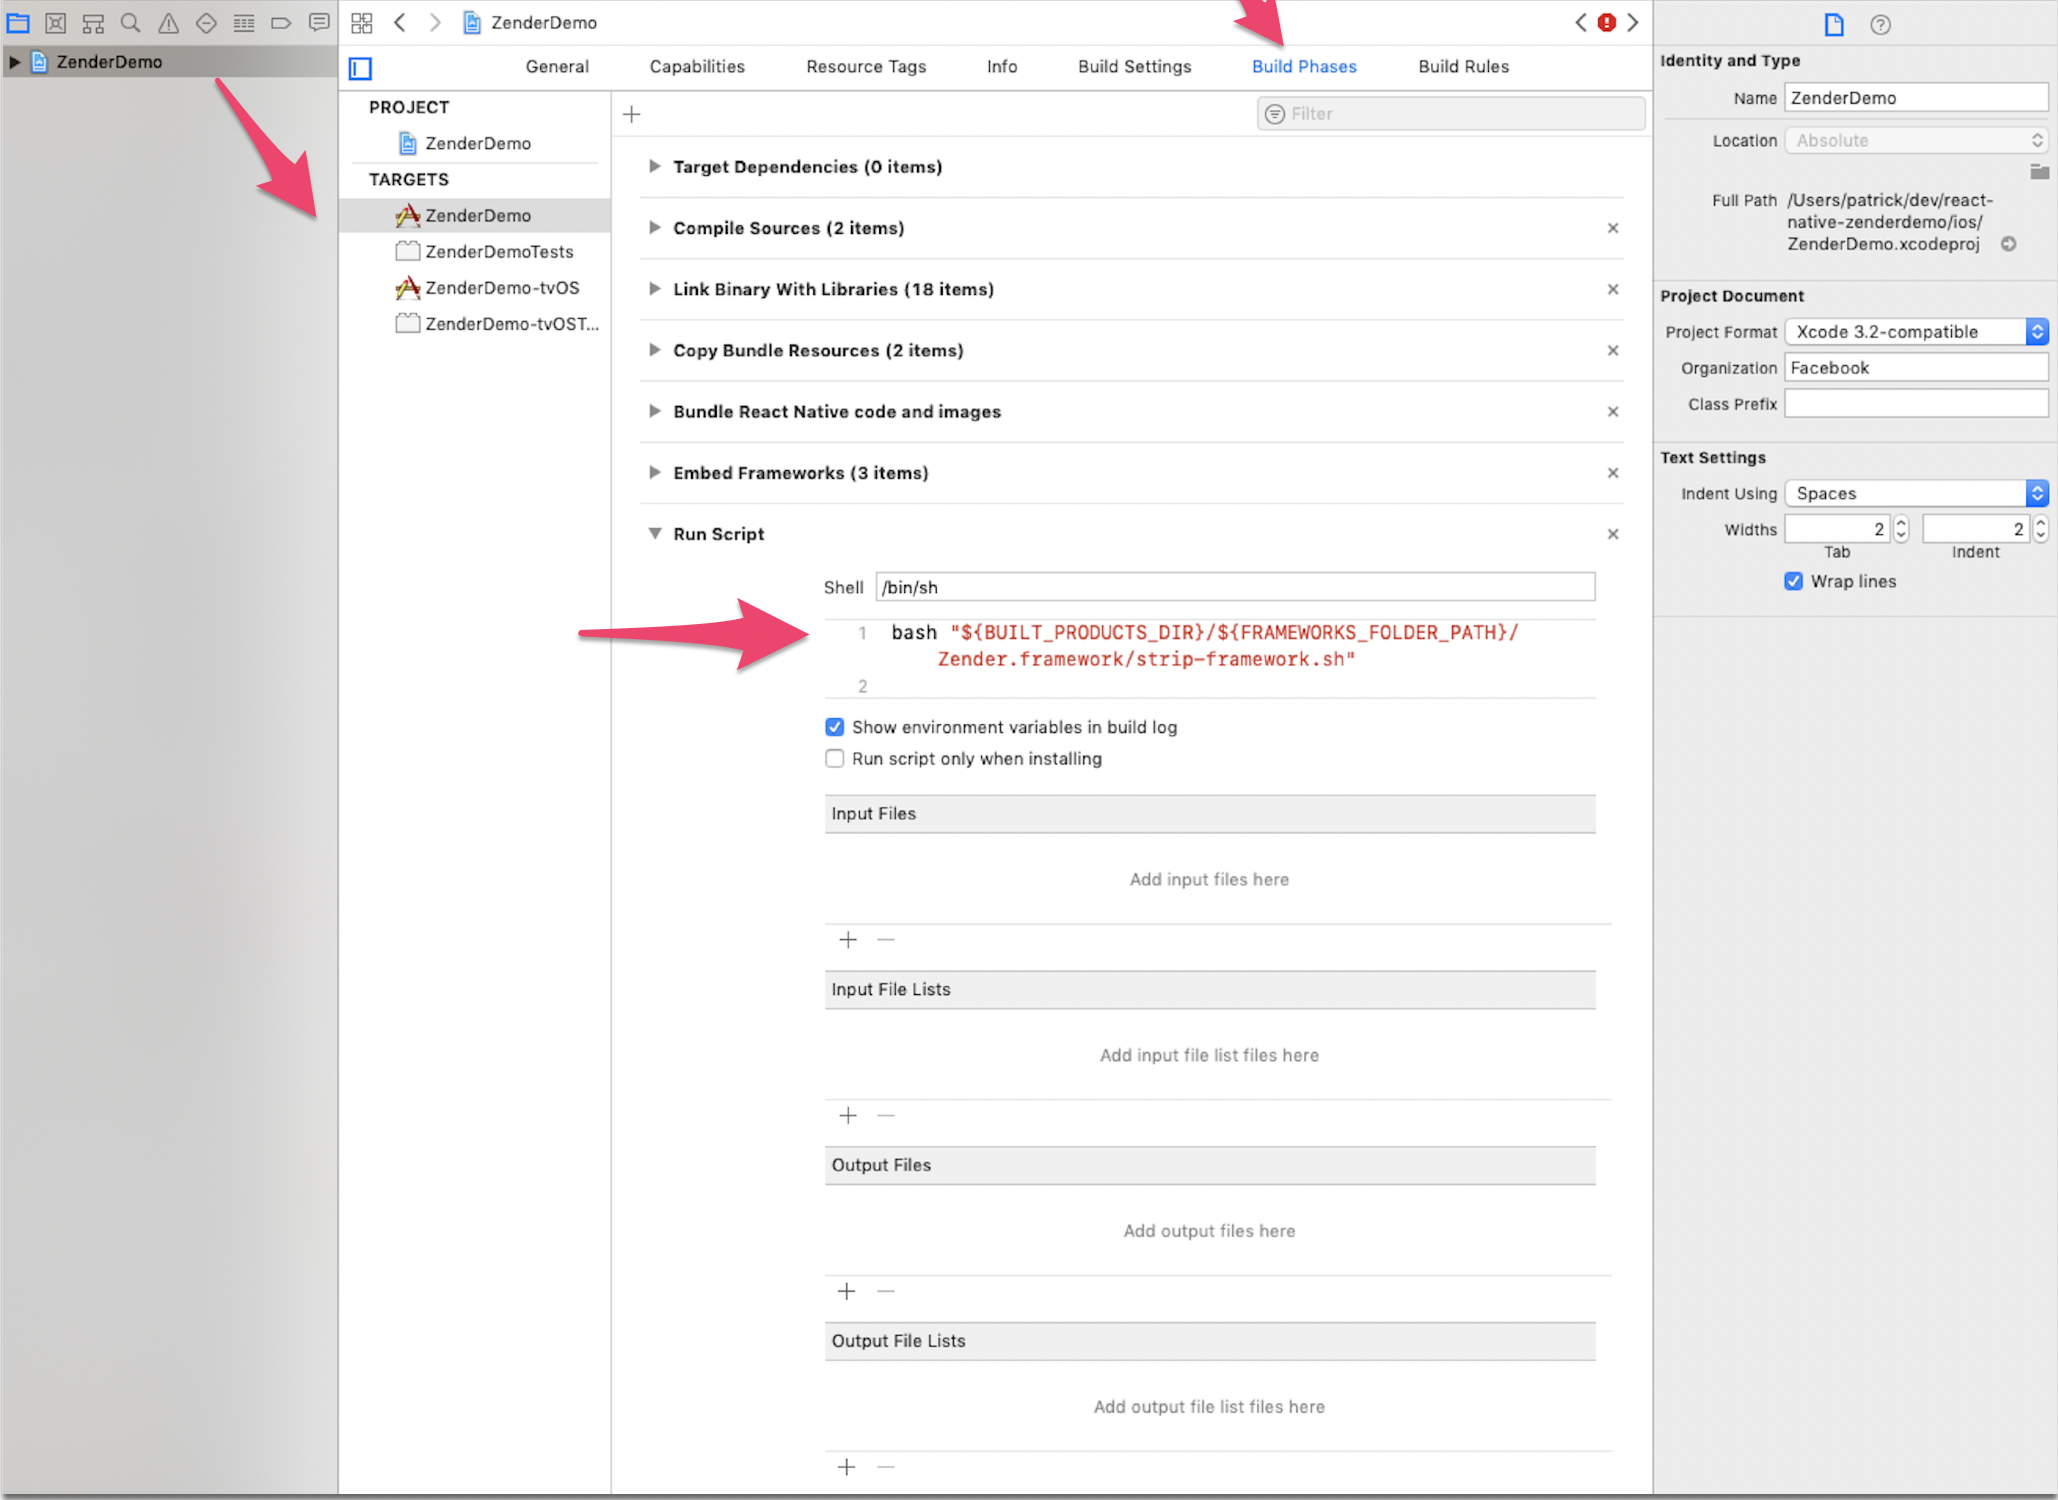 ZenderDemo
General Capabilities Resource Tags Info Build Settings Build Phases Build Rules
ZenderDemo
PROJECT
ZenderDemo
TARGETS
ZenderDemo
ZenderDemoTests
ZenderDemo-tvOS
ZenderDemo-tvOST...
Filter
Target Dependencies (0 items)
Compile Sources (2 items)
Link Binary With Libraries (18 items)
Copy Bundle Resources (2 items)
Bundle React Native code and images
Embed Frameworks (3 items)
Run Script
Shell /bin/sh
1 bash "${BUILT_PRODUCTS_DIR}/${FRAMEWORKS_FOLDER_PATH}/
Zender.framework/strip-framework.sh"
2
Show environment variables in build log
Run script only when installing
Input Files
Add input files here
Input File Lists
Add input file list files here
Output Files
Add output files here
Output File Lists
Add output file list files here
Identity and Type
Name ZenderDemo
Location Absolute
Full Path /Users/patrick/dev/react-
native-zenderdemo/ios/
ZenderDemo.xcodeproj
Project Document
Project Format Xcode 3.2-compatible
Organization Facebook
Class Prefix
Text Settings
Indent Using Spaces
Widths 2 2
Tab Indent
Wrap lines